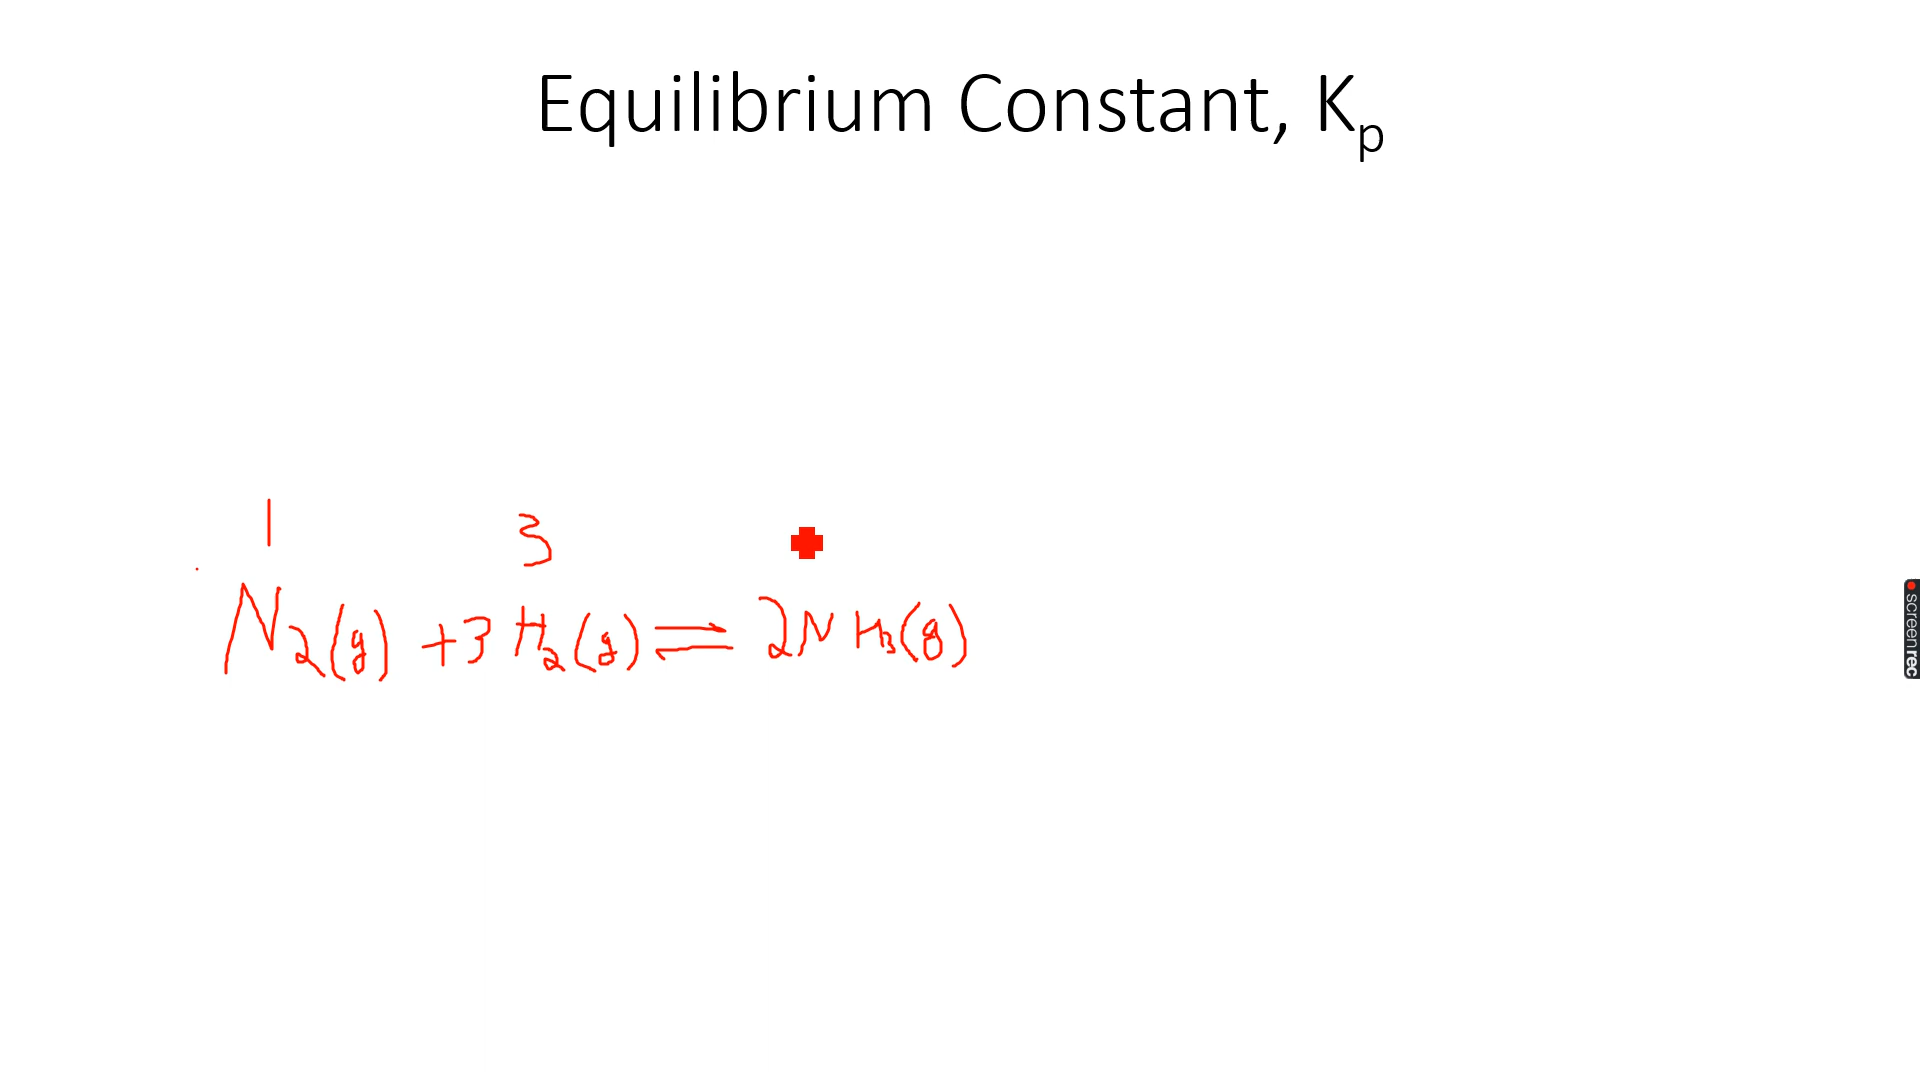 Equilibrium Constant, Kₚ
1 3
N₂(g) +3 H₂(g) ⇌ 2NH₃(g)
screenrec